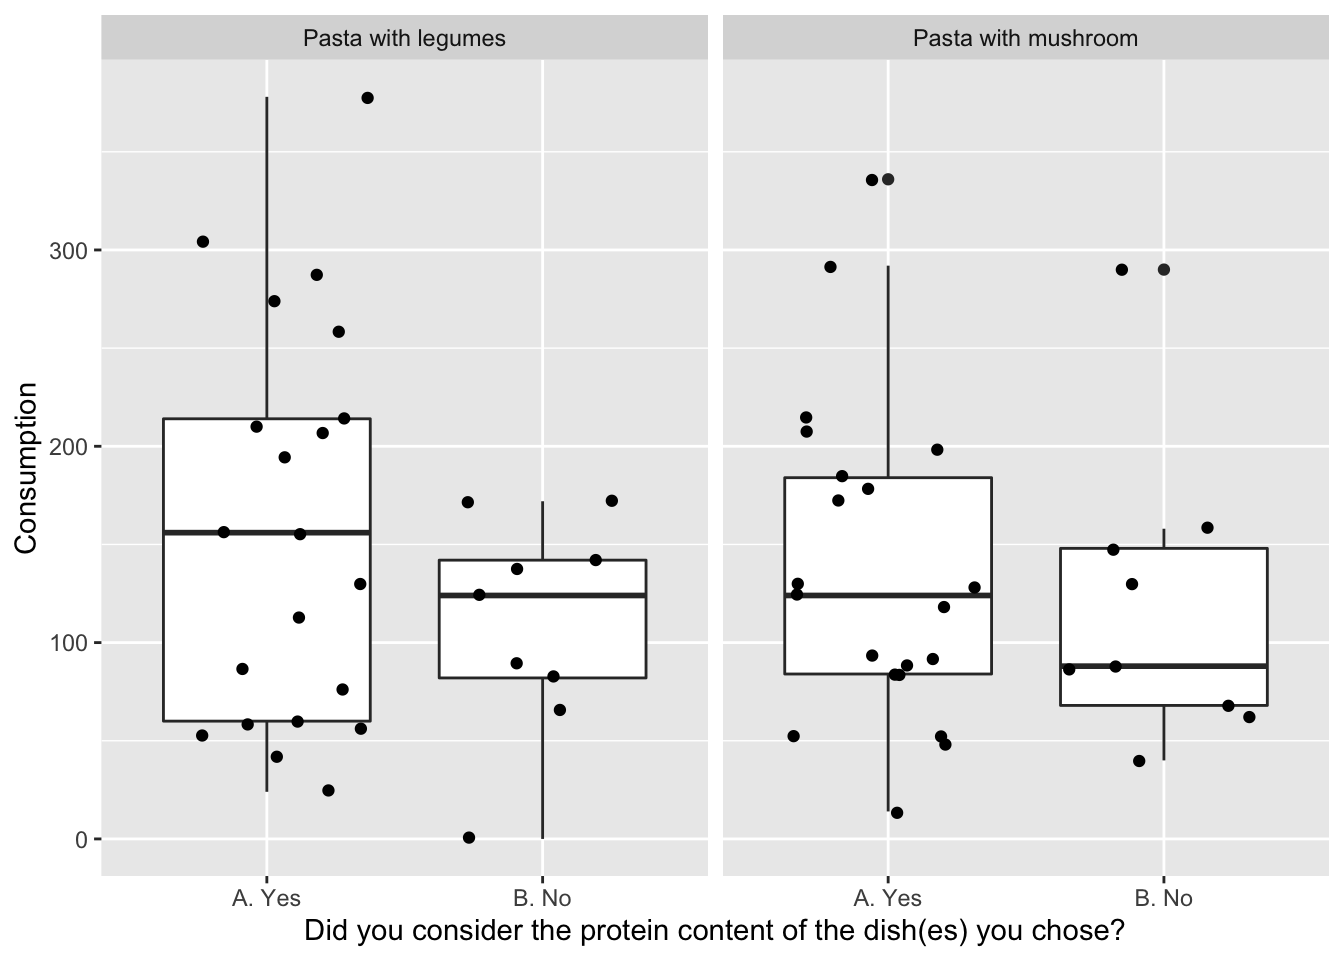 Pasta with legumes
Pasta with mushroom
Consumption
300
200
100
0
A. Yes
B. No
A. Yes
B. No
Did you consider the protein content of the dish(es) you chose?